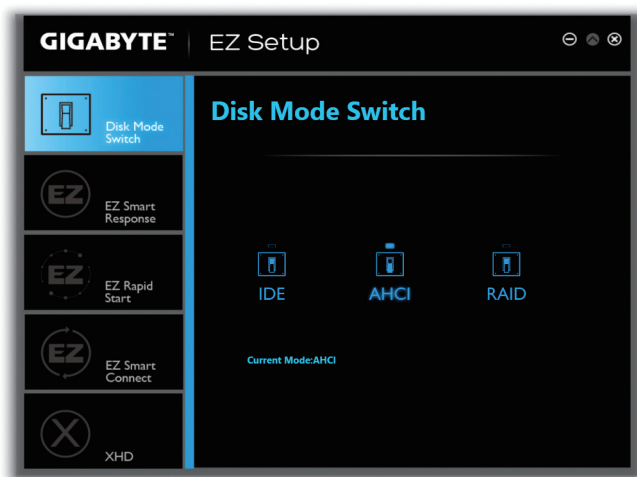 GIGABYTE™ EZ Setup
Disk Mode
Switch
EZ
EZ Smart
Response
EZ
EZ Rapid
Start
EZ
EZ Smart
Connect
X
XHD
Disk Mode Switch
IDE AHCI RAID
Current Mode:AHCI